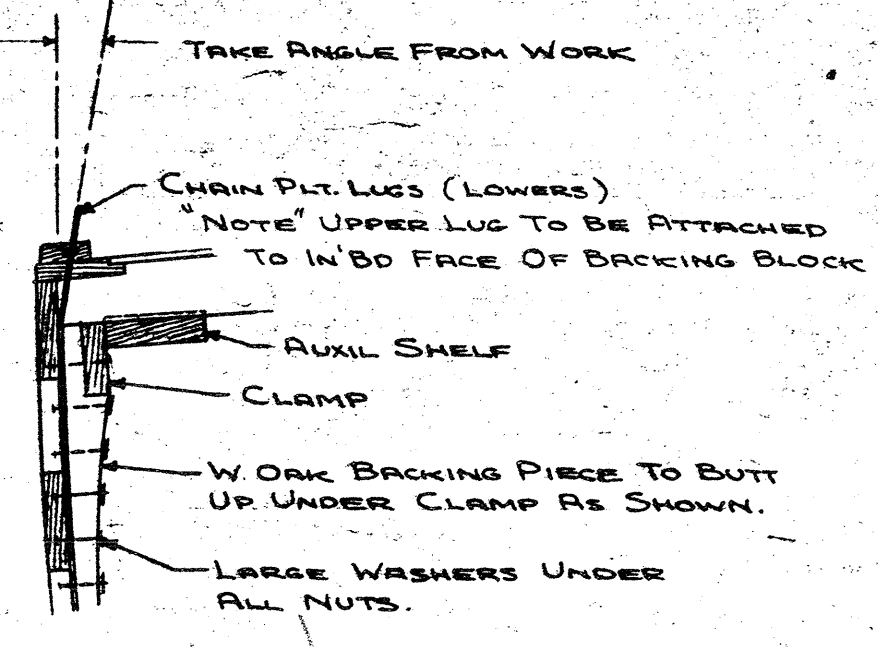 TAKE ANGLE FROM WORK
CHAIN PLT. LUGS (LOWERS)
"NOTE" UPPER LUG TO BE ATTACHED
TO IN'BD FACE OF BACKING BLOCK
AUXIL SHELF
CLAMP
W. OAK BACKING PIECE TO BUTT
UP UNDER CLAMP AS SHOWN.
LARGE WASHERS UNDER
ALL NUTS.